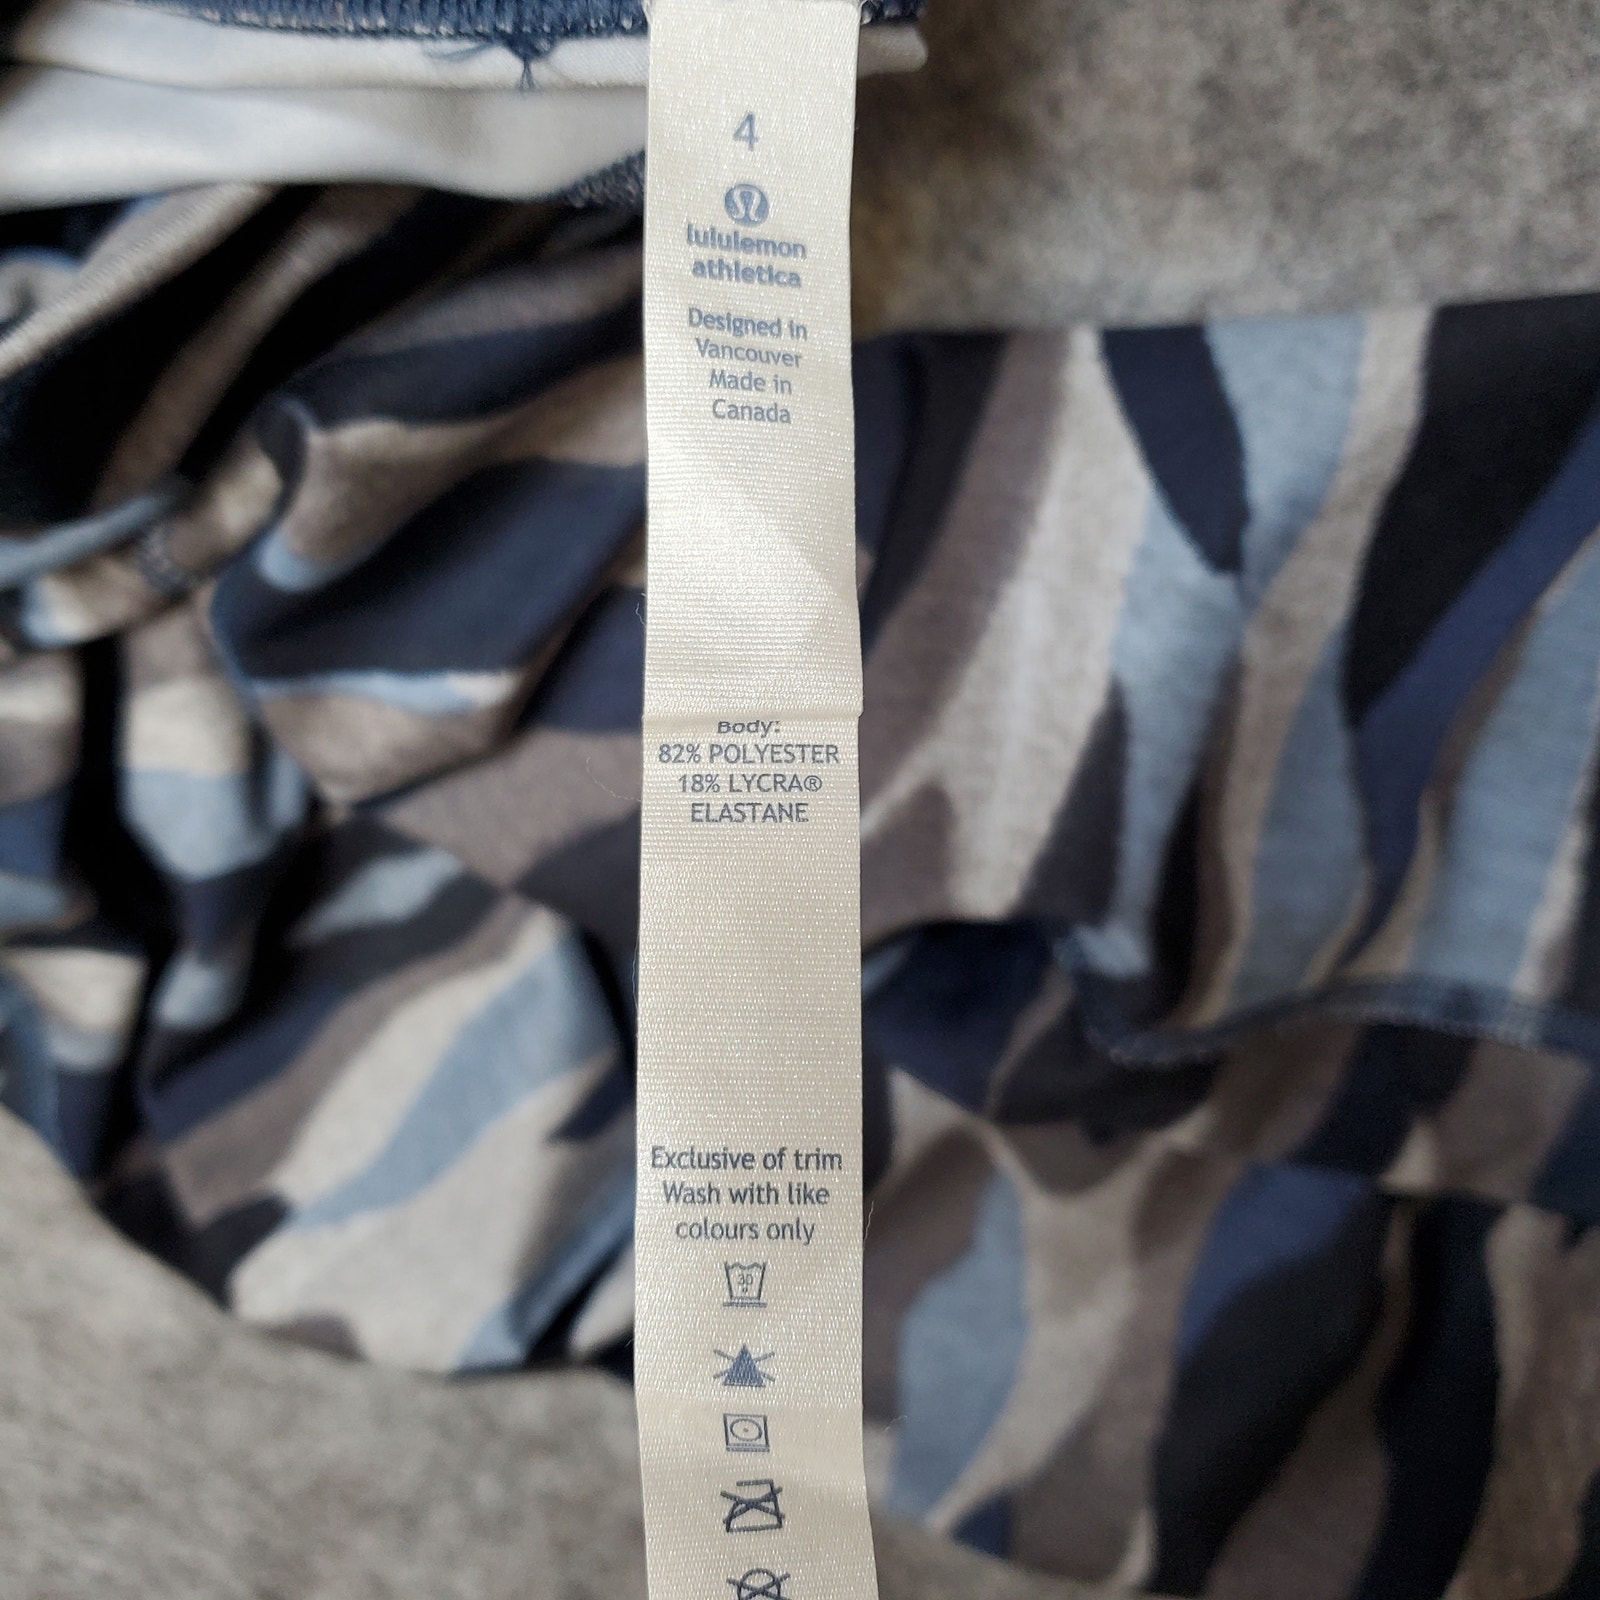 4
lululemon
athletica
Designed in
Vancouver
Made in
Canada
Body:
82% POLYESTER
18% LYCRA®
ELASTANE
Exclusive of trim
Wash with like
colours only
30